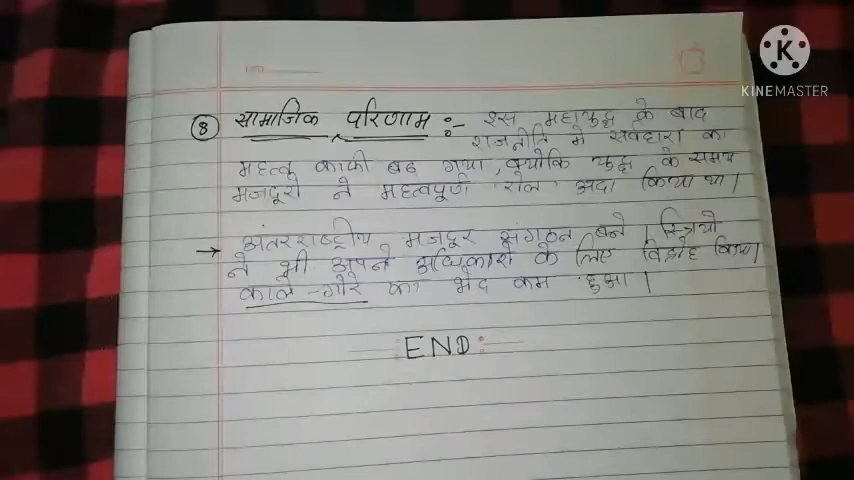 K
KINEMASTER
8 सामाजिक परिणाम :- इस महायुद्ध के बाद
राजनीति मे सर्वहारा का
महत्व काफी बढ गया, क्योकि युद्ध के समय
मजदूरो ने महत्वपूर्ण रोल अदा किया था।
→ अंतरराष्ट्रीय मजदूर संगठन बने। स्त्रियो
ने भी अपने अधिकारो के लिए विद्रोह किया।
काले-गोरे का भेद कम हुआ।
:END: